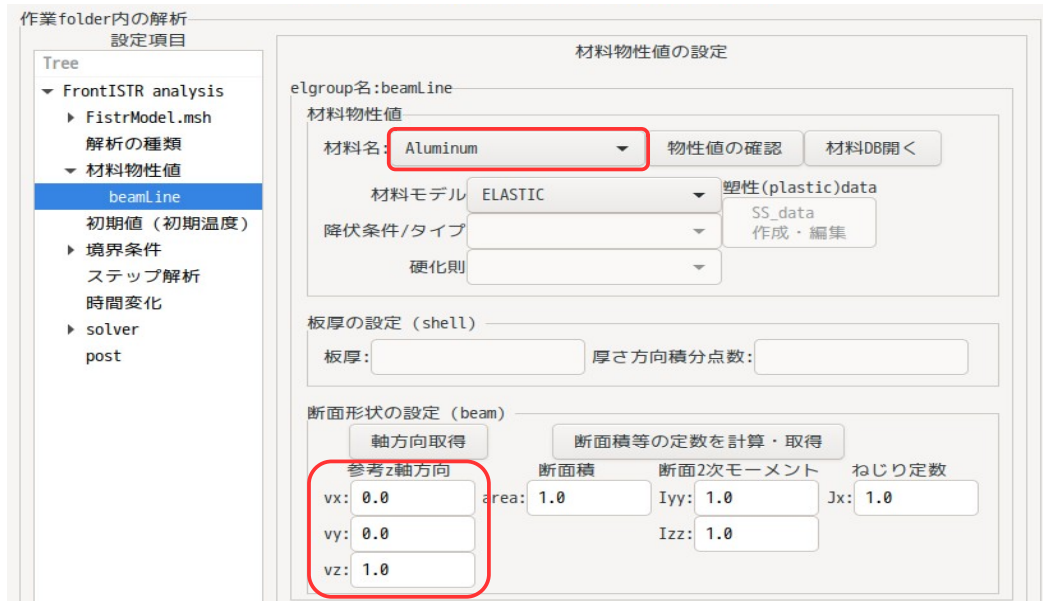 作業folder内の解析
設定項目
Tree
FrontISTR analysis
FistrModel.msh
解析の種類
材料物性値
beamLine
初期値 (初期温度)
境界条件
ステップ解析
時間変化
solver
post
材料物性値の設定
elgroup名:beamLine
材料物性値
材料名: Aluminum 物性値の確認 材料DB開く
材料モデル ELASTIC 塑性(plastic)data
降伏条件/タイプ SS_data
作成・編集
硬化則
板厚の設定 (shell)
板厚: 厚さ方向積分点数:
断面形状の設定 (beam)
軸方向取得 断面積等の定数を計算・取得
参考z軸方向 断面積 断面2次モーメント ねじり定数
vx: 0.0 area: 1.0 Iyy: 1.0 Jx: 1.0
vy: 0.0 Izz: 1.0
vz: 1.0